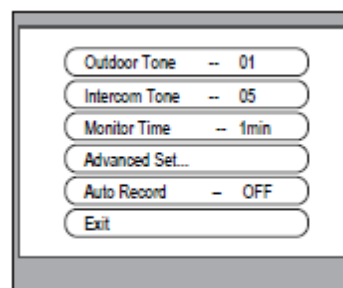 Outdoor Tone -- 01
Intercom Tone -- 05
Monitor Time -- 1min
Advanced Set...
Auto Record – OFF
Exit